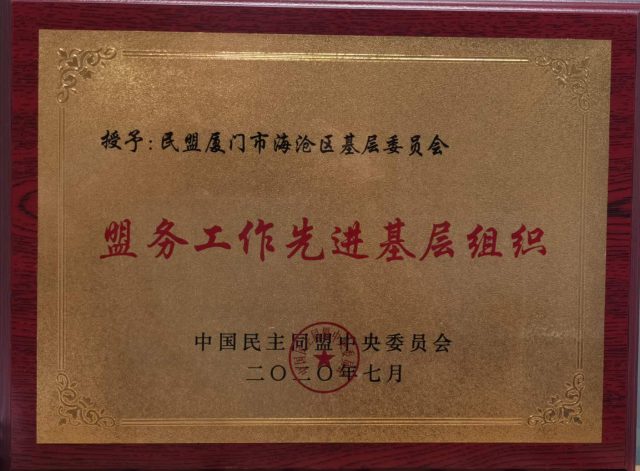 授予：民盟厦门市海沧区基层委员会
盟务工作先进基层组织
中国民主同盟中央委员会
二〇二〇年七月